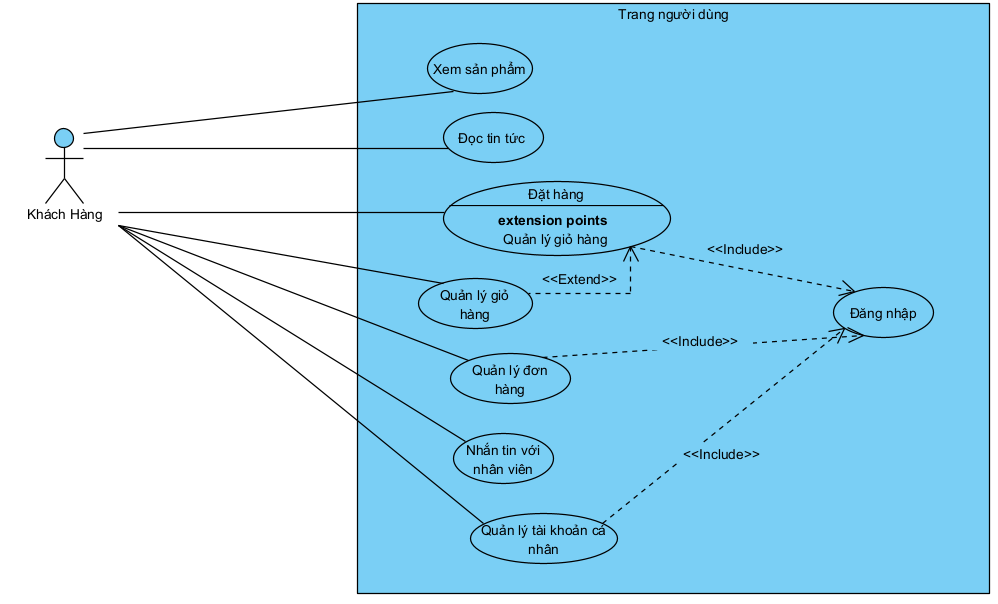 Trang người dùng
Xem sản phẩm
Đọc tin tức
Khách Hàng
Đặt hàng
extension points
Quản lý giỏ hàng
<<Include>>
<<Extend>>
Quản lý giỏ
hàng
Đăng nhập
<<Include>>
Quản lý đơn
hàng
Nhắn tin với
nhân viên
<<Include>>
Quản lý tài khoản cá
nhân